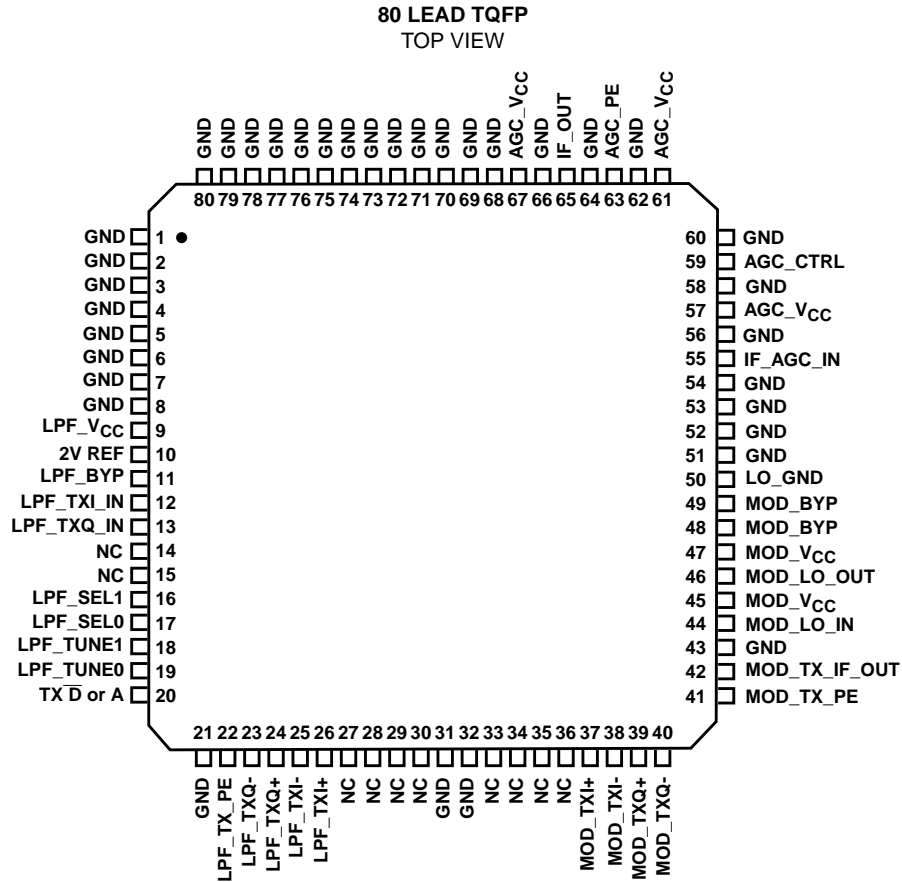 80 LEAD TQFP
TOP VIEW
GND GND GND GND GND GND GND GND GND GND GND GND GND AGC_VCC GND IF_OUT GND AGC_PE GND AGC_VCC
80 79 78 77 76 75 74 73 72 71 70 69 68 67 66 65 64 63 62 61
GND 1 60 GND
GND 2 59 AGC_CTRL
GND 3 58 GND
GND 4 57 AGC_VCC
GND 5 56 GND
GND 6 55 IF_AGC_IN
GND 7 54 GND
GND 8 53 GND
LPF_VCC 9 52 GND
2V REF 10 51 GND
LPF_BYP 11 50 LO_GND
LPF_TXI_IN 12 49 MOD_BYP
LPF_TXQ_IN 13 48 MOD_BYP
NC 14 47 MOD_VCC
NC 15 46 MOD_LO_OUT
LPF_SEL1 16 45 MOD_VCC
LPF_SEL0 17 44 MOD_LO_IN
LPF_TUNE1 18 43 GND
LPF_TUNE0 19 42 MOD_TX_IF_OUT
TX D̅ or A 20 41 MOD_TX_PE
21 22 23 24 25 26 27 28 29 30 31 32 33 34 35 36 37 38 39 40
GND LPF_TX_PE LPF_TXQ- LPF_TXQ+ LPF_TXI- LPF_TXI+ NC NC NC NC GND GND NC NC NC NC MOD_TXI+ MOD_TXI- MOD_TXQ+ MOD_TXQ-